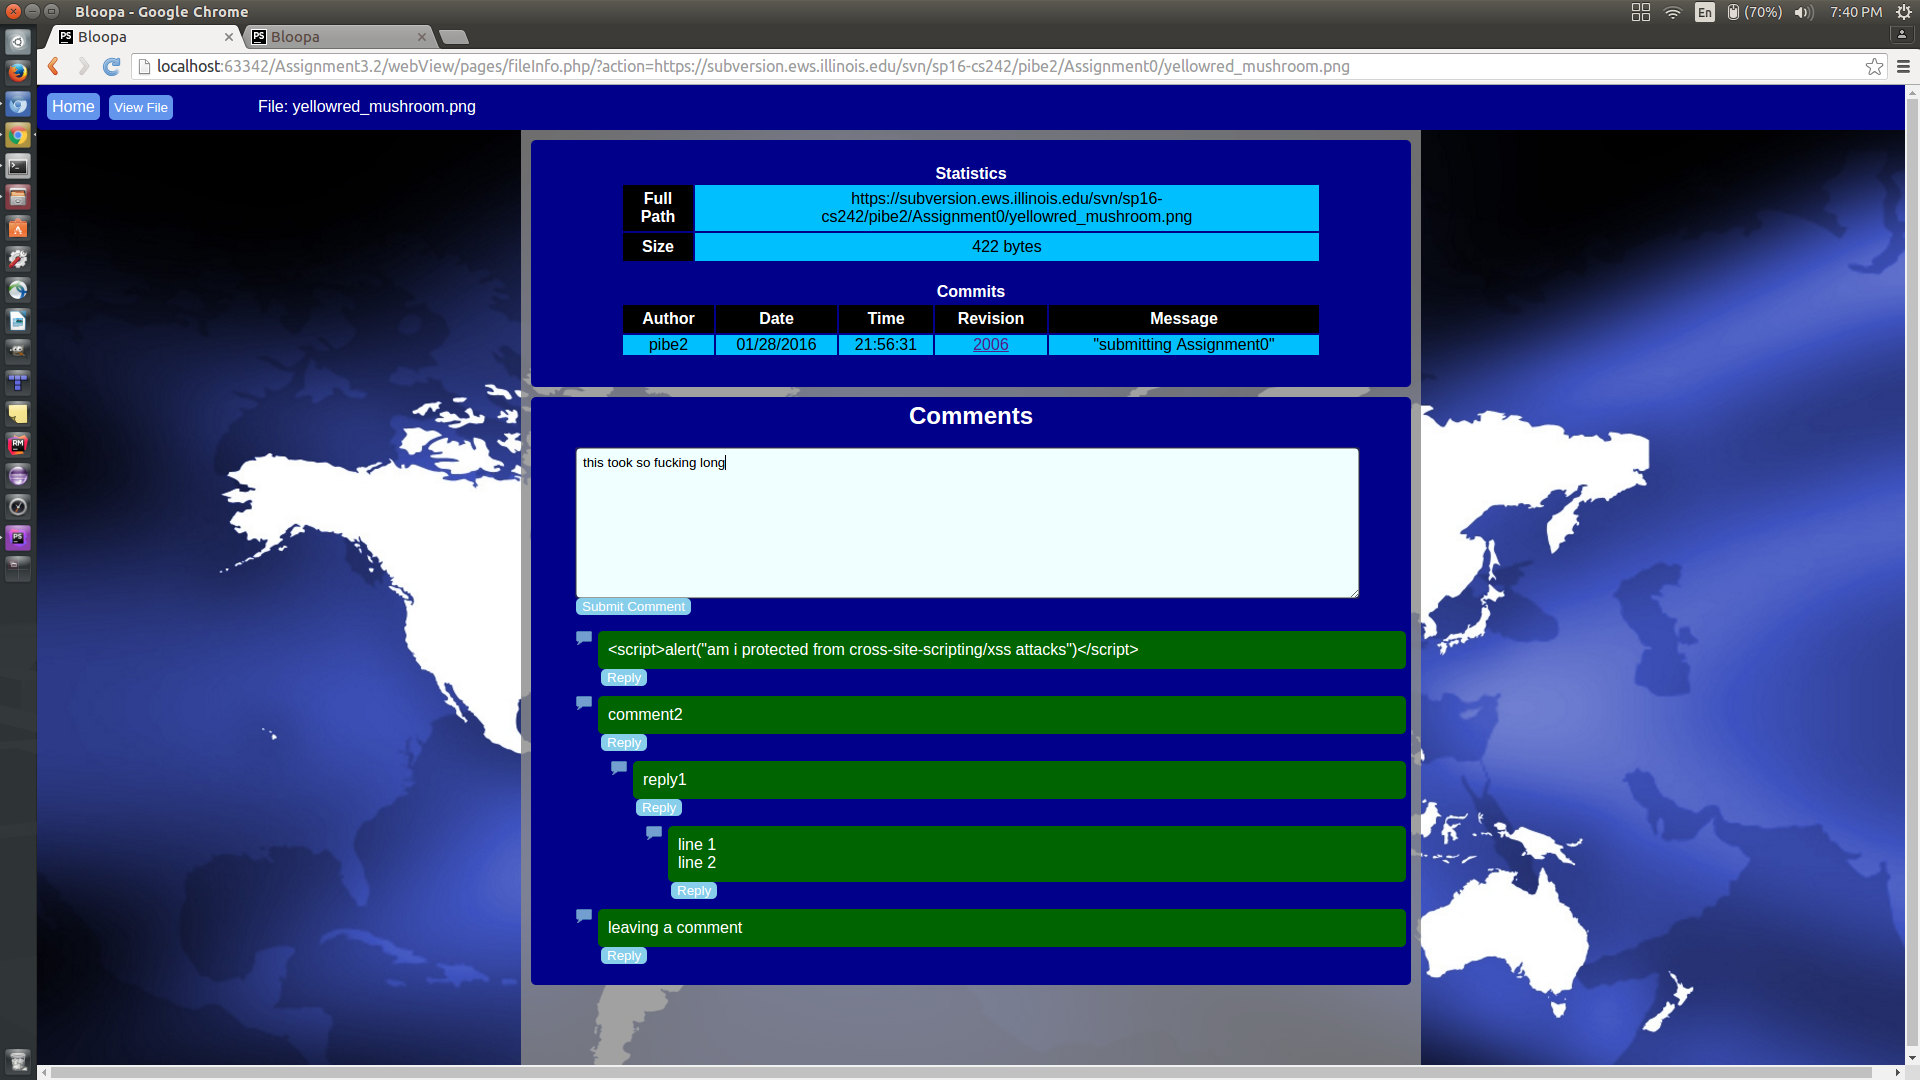 Bloopa - Google Chrome
En
(70%)
7:40 PM
Bloopa
Bloopa
localhost:63342/Assignment3.2/webView/pages/fileInfo.php/?action=https://subversion.ews.illinois.edu/svn/sp16-cs242/pibe2/Assignment0/yellowred_mushroom.png
Home
View File
File: yellowred_mushroom.png
Statistics
Full
Path
https://subversion.ews.illinois.edu/svn/sp16-
cs242/pibe2/Assignment0/yellowred_mushroom.png
Size
422 bytes
Commits
Author Date Time Revision Message
pibe2 01/28/2016 21:56:31 2006 "submitting Assignment0"
Comments
this took so fucking long
Submit Comment
<script>alert("am i protected from cross-site-scripting/xss attacks")</script>
Reply
comment2
Reply
reply1
Reply
line 1
line 2
Reply
leaving a comment
Reply